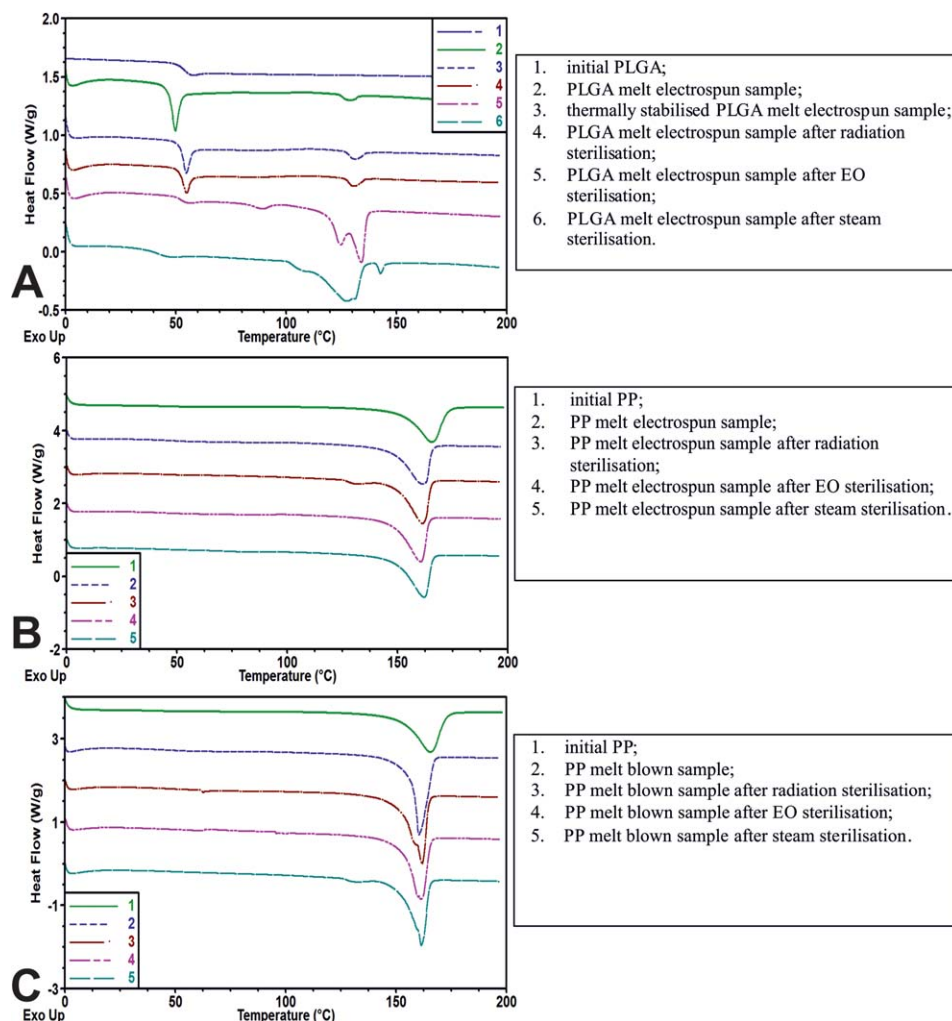 2.0
1.5
1.0
0.5
0.0
-0.5
Heat Flow (W/g)
1
2
3
4
5
6
A
0
50
100
150
200
Exo Up
Temperature (°C)
1. initial PLGA;
2. PLGA melt electrospun sample;
3. thermally stabilised PLGA melt electrospun sample;
4. PLGA melt electrospun sample after radiation
sterilisation;
5. PLGA melt electrospun sample after EO
sterilisation;
6. PLGA melt electrospun sample after steam
sterilisation.
6
4
2
0
-2
Heat Flow (W/g)
1
2
3
4
5
B
0
50
100
150
200
Exo Up
Temperature (°C)
1. initial PP;
2. PP melt electrospun sample;
3. PP melt electrospun sample after radiation
sterilisation;
4. PP melt electrospun sample after EO sterilisation;
5. PP melt electrospun sample after steam sterilisation.
3
1
-1
-3
Heat Flow (W/g)
1
2
3
4
5
C
0
50
100
150
200
Exo Up
Temperature (°C)
1. initial PP;
2. PP melt blown sample;
3. PP melt blown sample after radiation sterilisation;
4. PP melt blown sample after EO sterilisation;
5. PP melt blown sample after steam sterilisation.